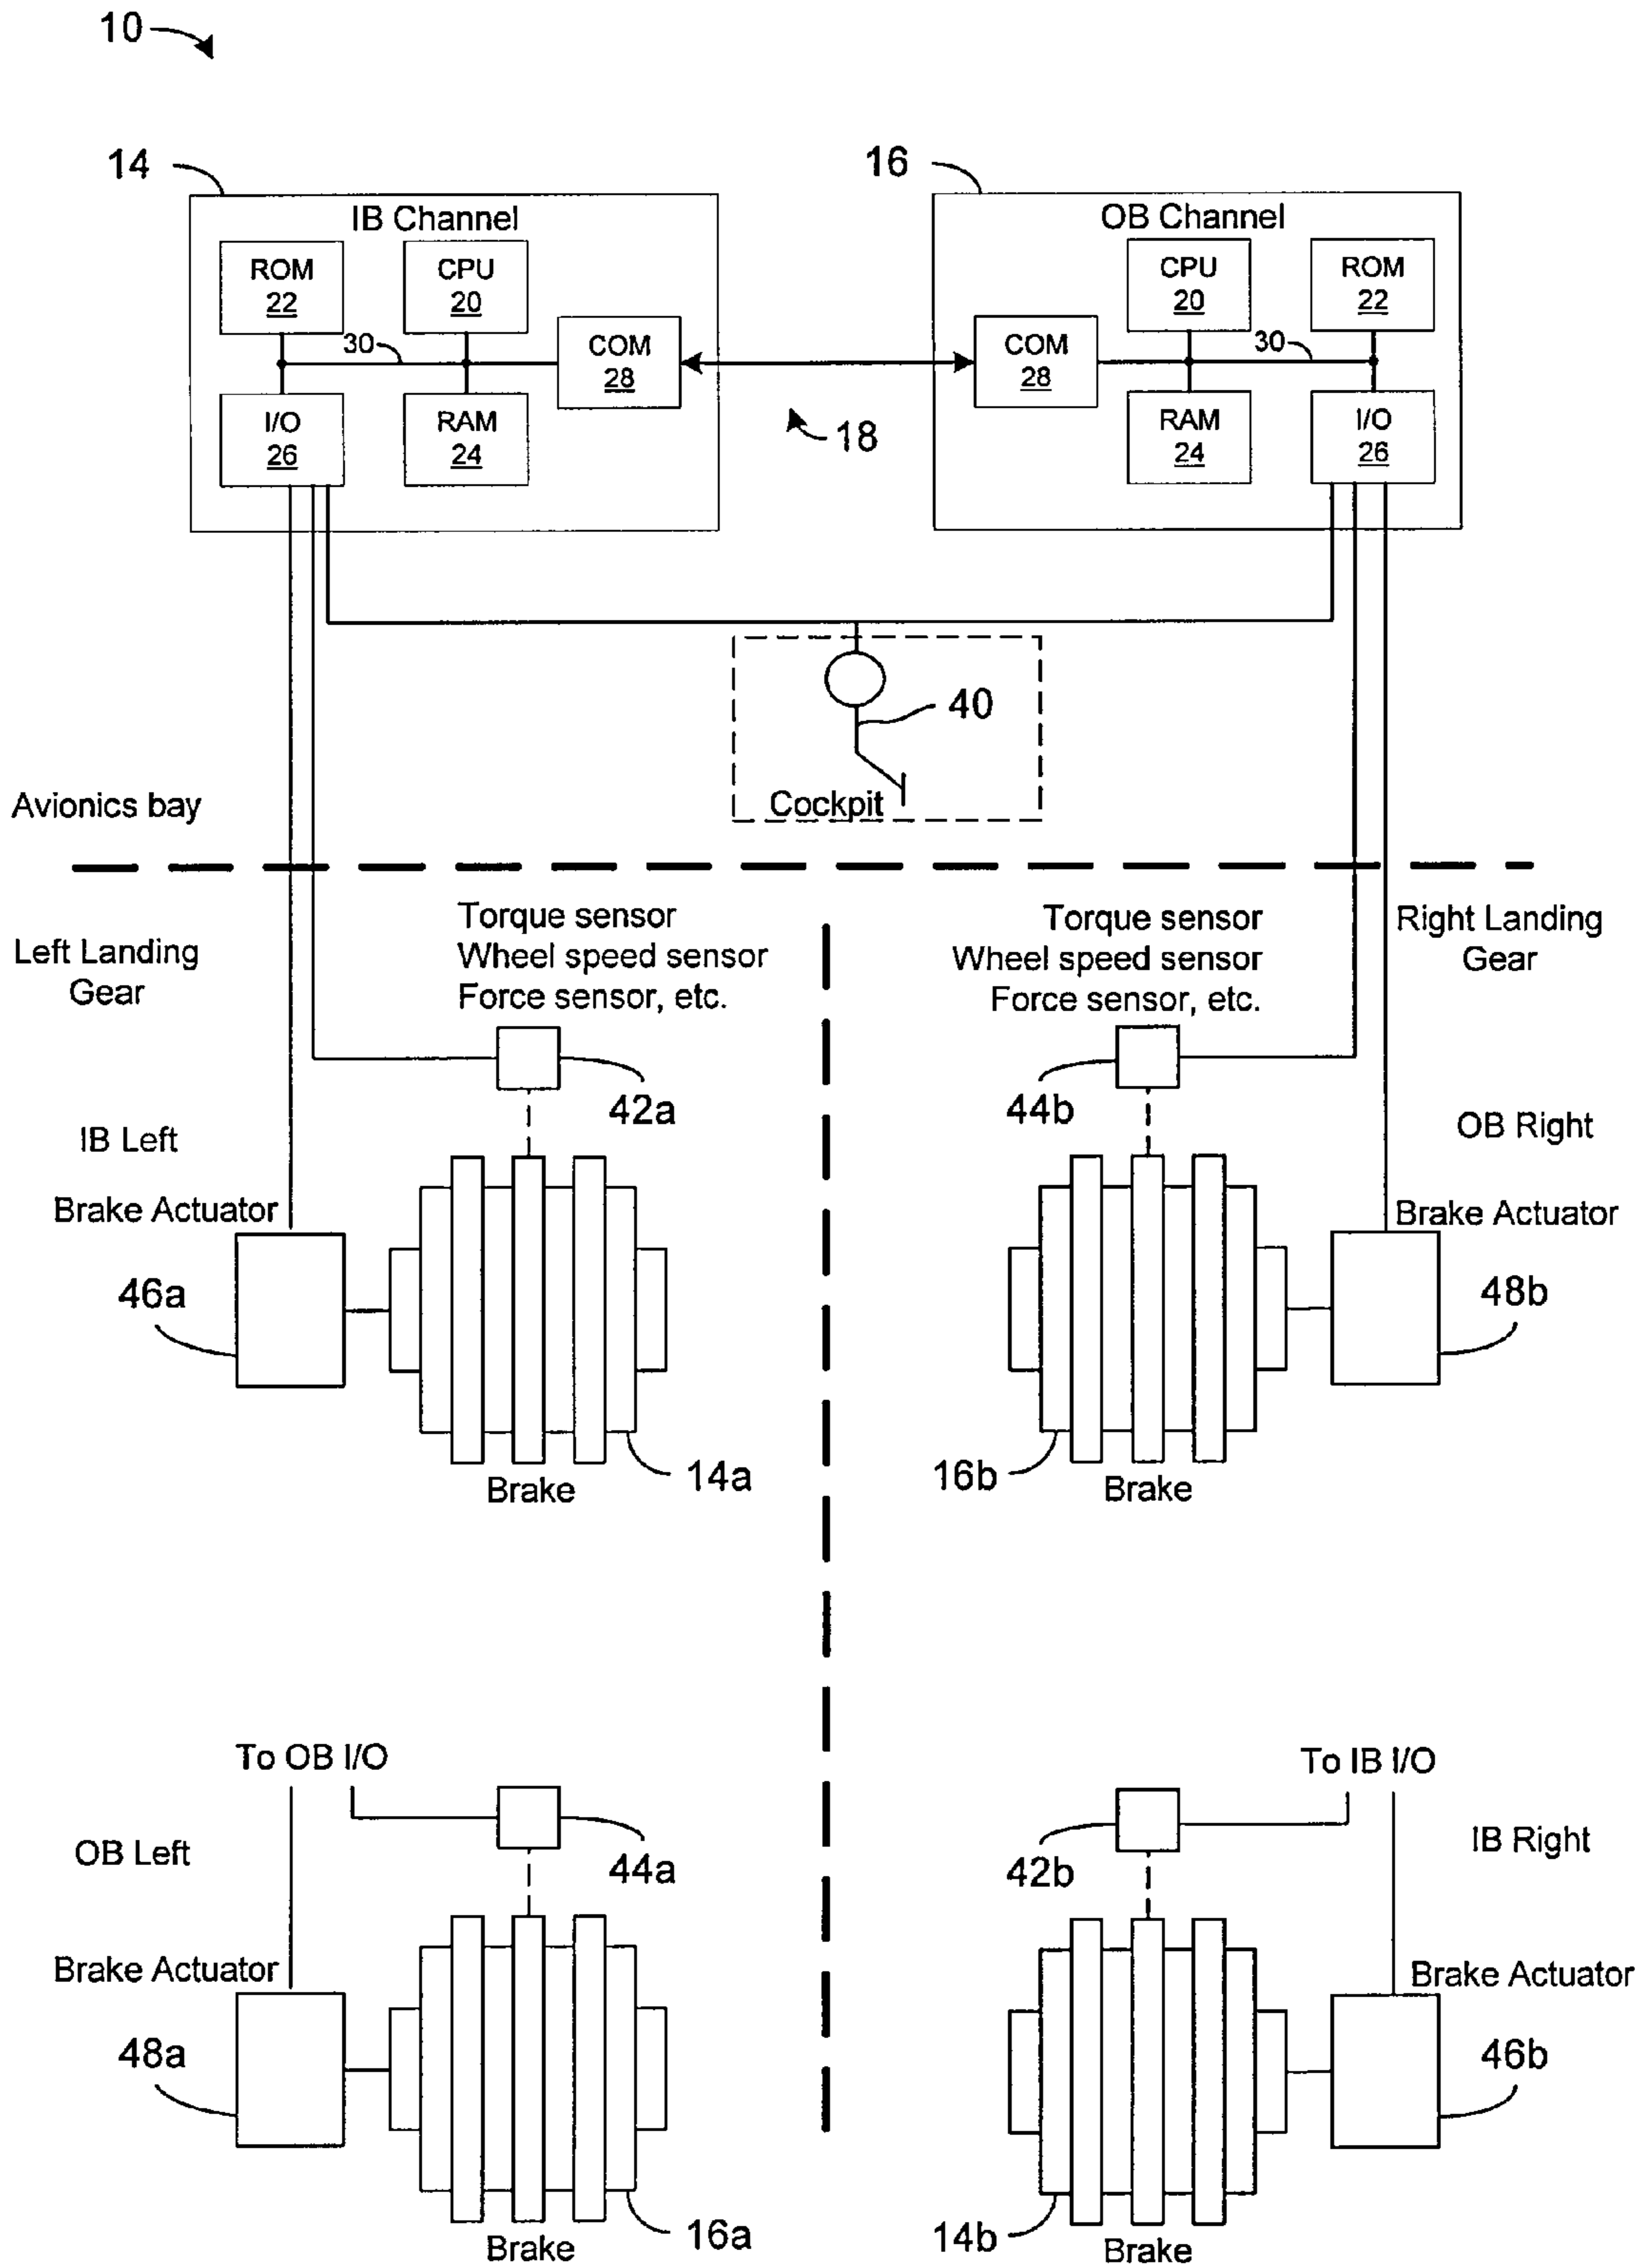 10
14
16
IB Channel
ROM
22
CPU
20
30
COM
28
I/O
26
RAM
24
OB Channel
CPU
20
ROM
22
COM
28
30
RAM
24
I/O
26
18
40
Cockpit
Avionics bay
Left Landing
Gear
Torque sensor
Wheel speed sensor
Force sensor, etc.
Torque sensor
Wheel speed sensor
Force sensor, etc.
Right Landing
Gear
42a
44b
IB Left
OB Right
Brake Actuator
Brake Actuator
46a
48b
14a
16b
Brake
Brake
To OB I/O
To IB I/O
OB Left
44a
42b
IB Right
Brake Actuator
Brake Actuator
48a
46b
16a
14b
Brake
Brake